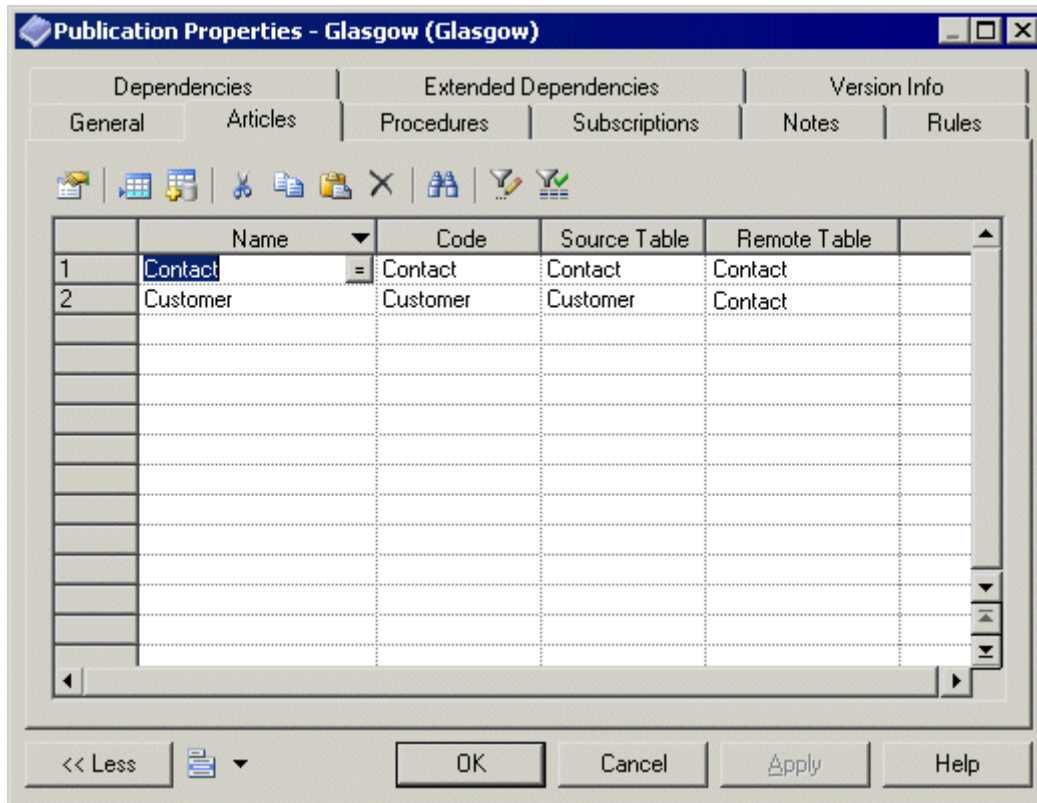 Publication Properties - Glasgow (Glasgow)
Dependencies Extended Dependencies Version Info
General Articles Procedures Subscriptions Notes Rules
Name Code Source Table Remote Table
1 Contact = Contact Contact Contact
2 Customer Customer Customer Contact
<< Less OK Cancel Apply Help